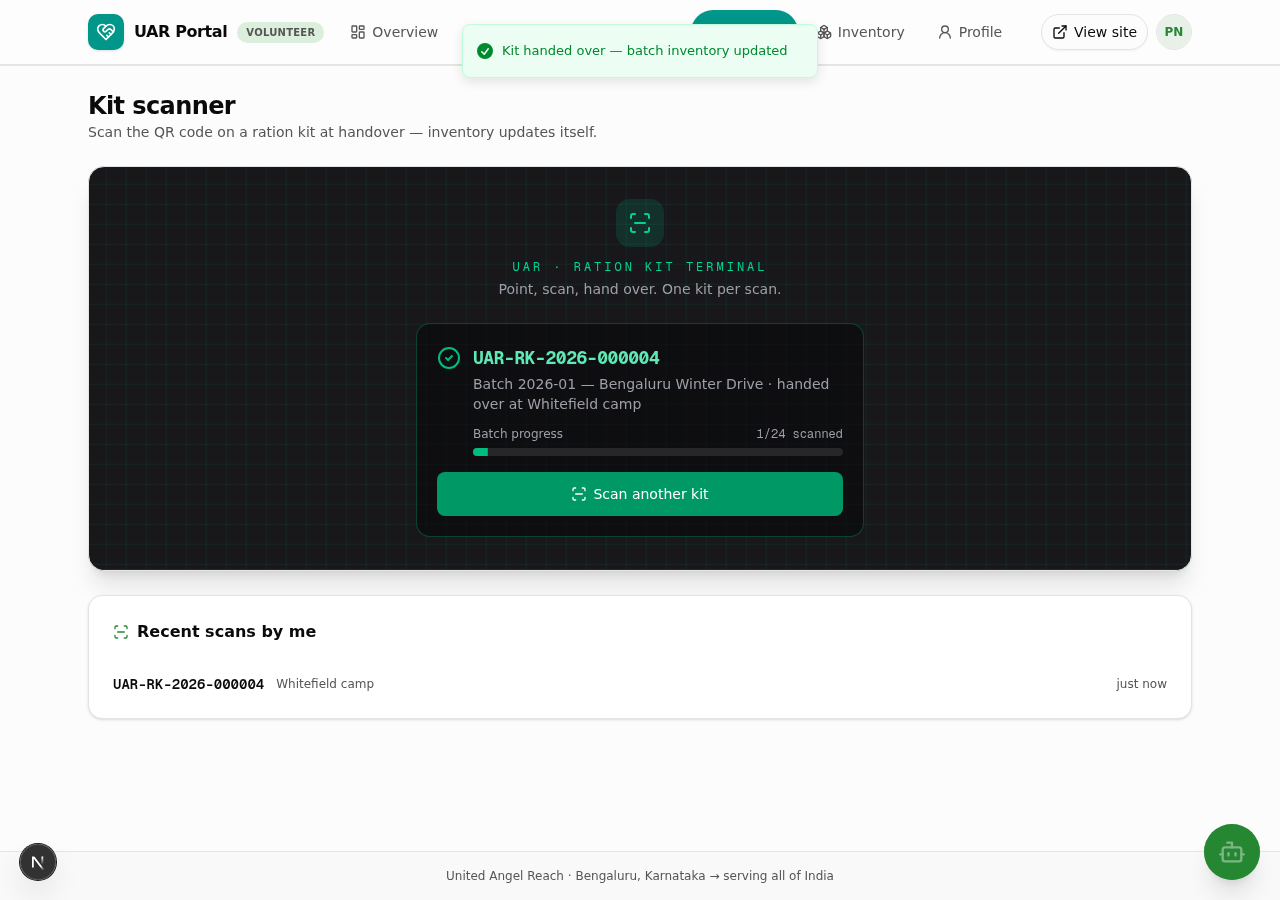 UAR Portal
VOLUNTEER
Overview
Inventory
Profile
View site
PN
Kit handed over — batch inventory updated
Kit scanner
Scan the QR code on a ration kit at handover — inventory updates itself.
UAR · RATION KIT TERMINAL
Point, scan, hand over. One kit per scan.
UAR-RK-2026-000004
Batch 2026-01 — Bengaluru Winter Drive · handed
over at Whitefield camp
Batch progress
1/24 scanned
Scan another kit
Recent scans by me
UAR-RK-2026-000004
Whitefield camp
just now
N
United Angel Reach · Bengaluru, Karnataka → serving all of India